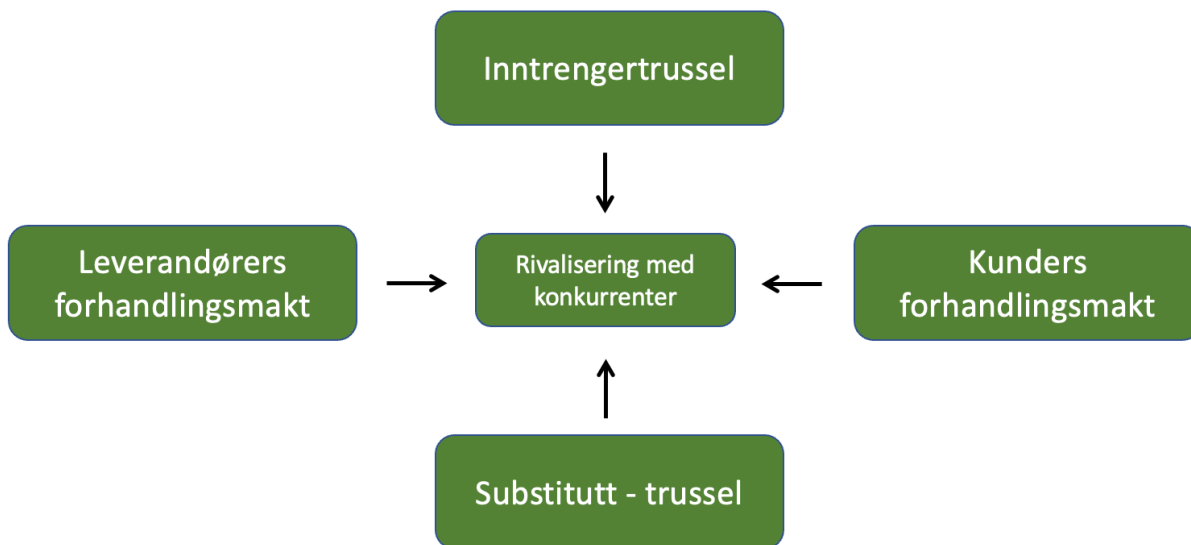 Inntrengertrussel
Leverandørers
forhandlingsmakt
Rivalisering med
konkurrenter
Kunders
forhandlingsmakt
Substitutt - trussel